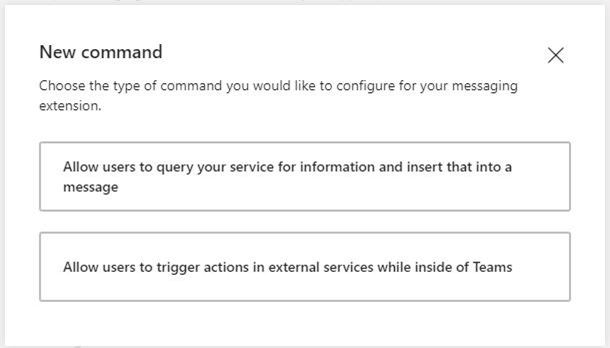 New command
Choose the type of command you would like to configure for your messaging
extension.
Allow users to query your service for information and insert that into a
message
Allow users to trigger actions in external services while inside of Teams